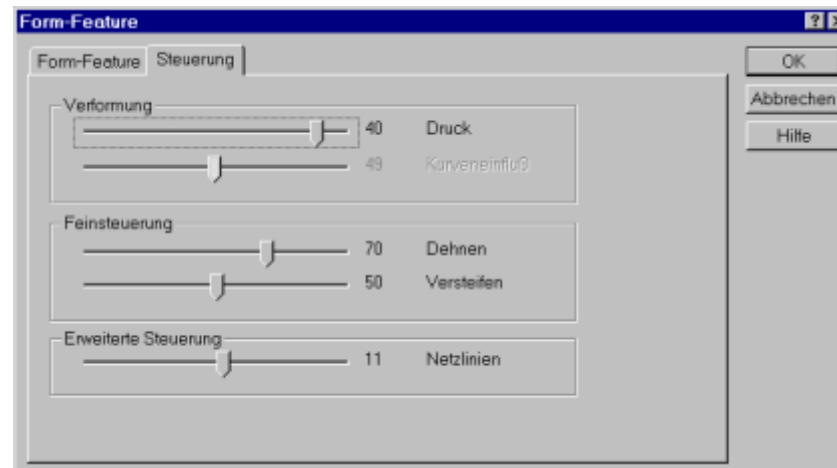 Form-Feature
Form-Feature Steuerung
OK
Abbrechen
Hilfe
Verformung
40 Druck
49 Kurveneinfluß
Feinsteuerung
70 Dehnen
50 Versteifen
Erweiterte Steuerung
11 Netzlinien